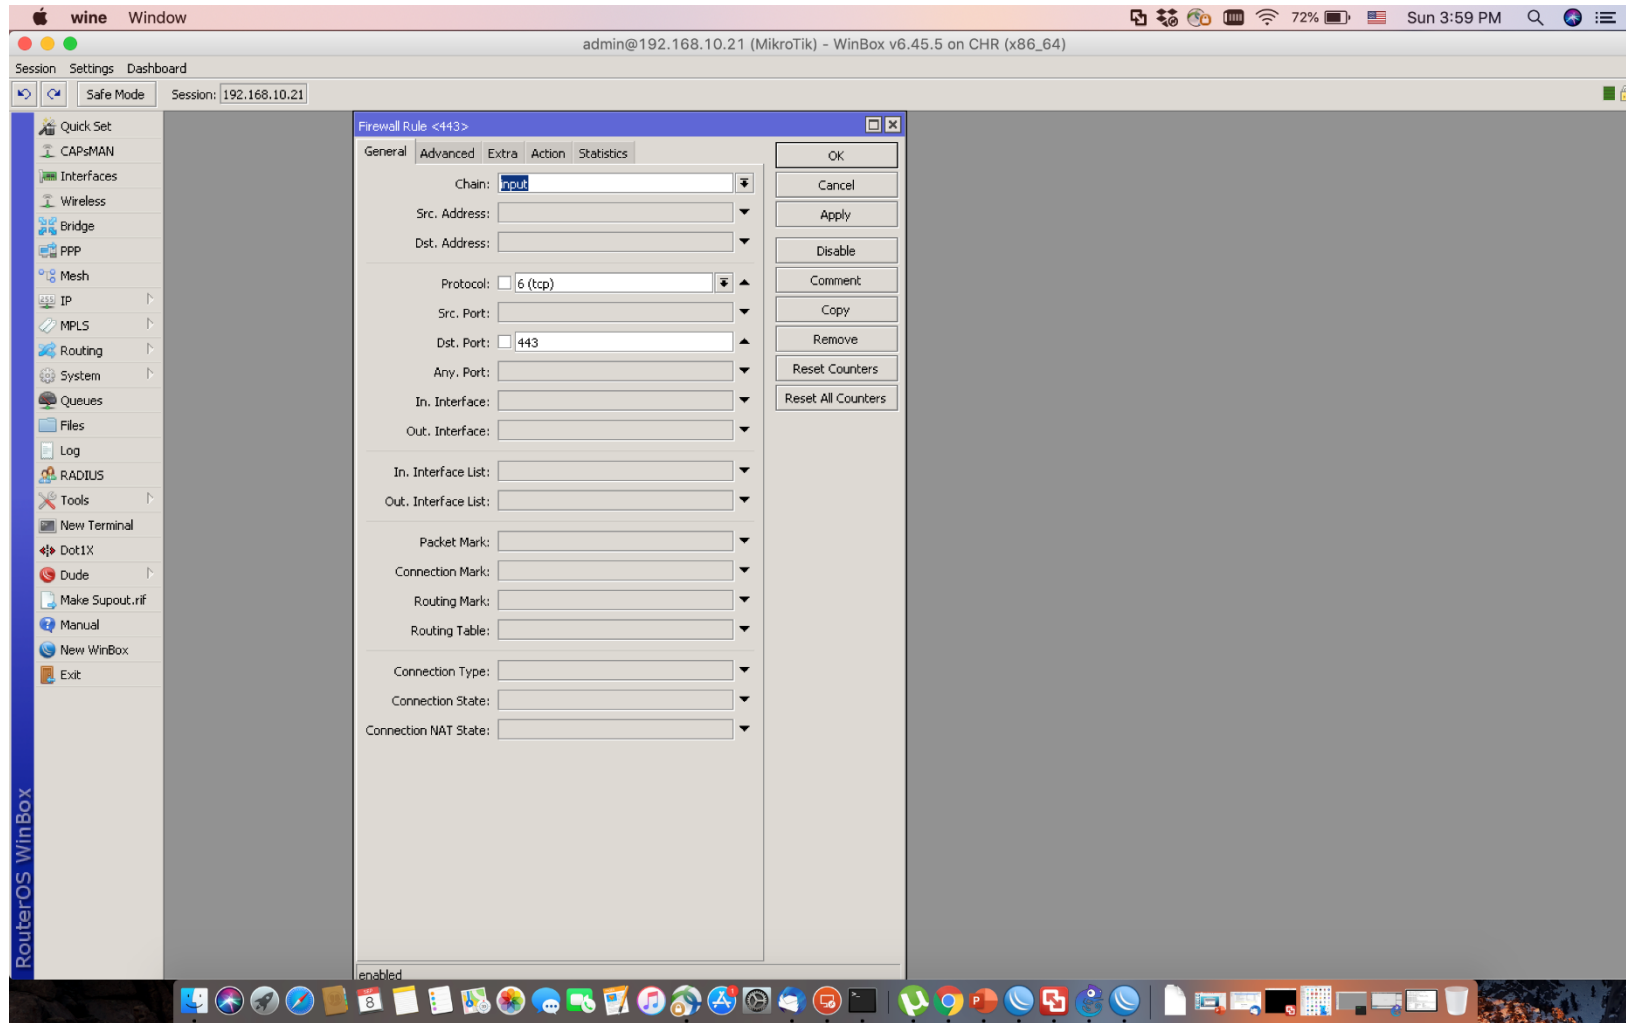 wine Window
72% Sun 3:59 PM
admin@192.168.10.21 (MikroTik) - WinBox v6.45.5 on CHR (x86_64)
Session Settings Dashboard
Safe Mode Session: 192.168.10.21
Quick Set
CAPsMAN
Interfaces
Wireless
Bridge
PPP
Mesh
IP
MPLS
Routing
System
Queues
Files
Log
RADIUS
Tools
New Terminal
Dot1X
Dude
Make Supout.rif
Manual
New WinBox
Exit
RouterOS WinBox
Firewall Rule <443>
General Advanced Extra Action Statistics
Chain: input
Src. Address:
Dst. Address:
Protocol: 6 (tcp)
Src. Port:
Dst. Port: 443
Any. Port:
In. Interface:
Out. Interface:
In. Interface List:
Out. Interface List:
Packet Mark:
Connection Mark:
Routing Mark:
Routing Table:
Connection Type:
Connection State:
Connection NAT State:
enabled
OK
Cancel
Apply
Disable
Comment
Copy
Remove
Reset Counters
Reset All Counters
8